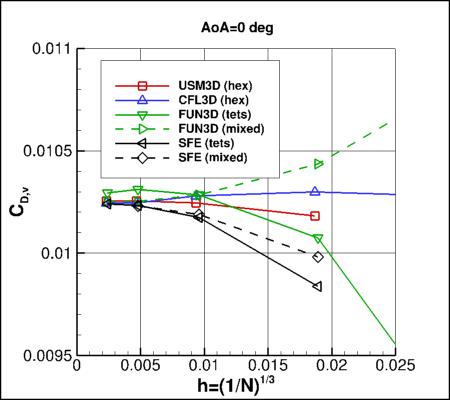 AoA=0 deg
0.011
USM3D (hex)
CFL3D (hex)
FUN3D (tets)
FUN3D (mixed)
SFE (tets)
SFE (mixed)
0.0105
C_D,v
0.01
0.0095
0 0.005 0.01 0.015 0.02 0.025
h=(1/N)^1/3